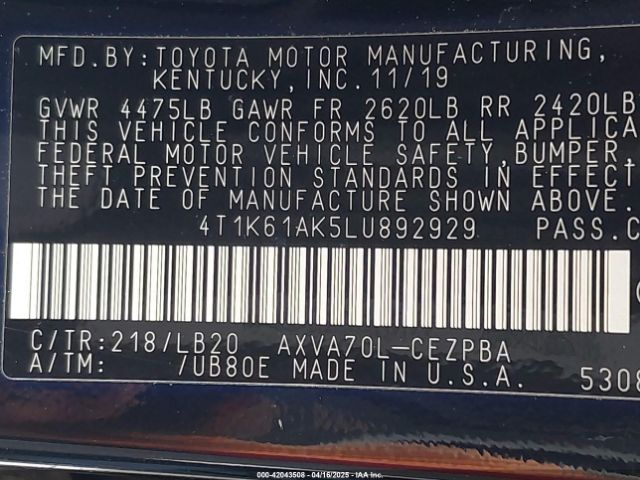 MFD.BY:TOYOTA MOTOR MANUFACTURING,
KENTUCKY,INC.11/19
GVWR 4475LB GAWR FR 2620LB RR 2420LB
THIS VEHICLE CONFORMS TO ALL APPLICA
FEDERAL MOTOR VEHICLE SAFETY,BUMPER,
THEFT PREVENTION STANDARDS IN EFFECT
THE DATE OF MANUFACTURE SHOWN ABOVE.
4T1K61AK5LU892929 PASS.C
C/TR:218/LB20 AXVA70L-CEZPBA
A/TM: /UB80E MADE IN U.S.A. 5308
000-42043508 - 04/16/2025 - IAA Inc.